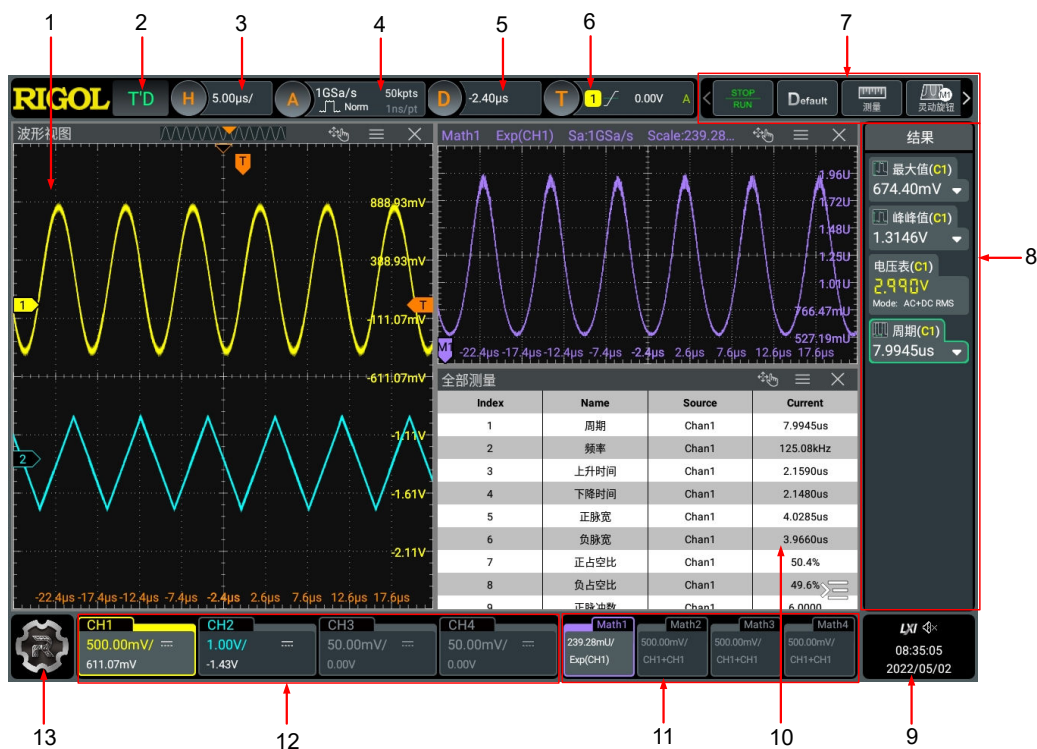 1 2 3 4 5 6 7
RIGOL T'D H 5.00μs/ A 1GSa/s 50kpts D -2.40μs T 1 0.00V A STOP RUN Default 测量 灵动旋钮
Norm 1ns/pt
波形视图
T
888.93mV
388.93mV
1 T
-111.07mV
-611.07mV
-1.11V
2
-1.61V
-2.11V
-22.4μs -17.4μs -12.4μs -7.4μs -2.4μs 2.6μs 7.6μs 12.6μs 17.6μs
Math1 Exp(CH1) Sa:1GSa/s Scale:239.28...
1.96U
1.72U
1.48U
1.25U
1.01U
766.47mU
527.19mU
M1 -22.4μs -17.4μs -12.4μs -7.4μs -2.4μs 2.6μs 7.6μs 12.6μs 17.6μs
全部测量
Index Name Source Current
1 周期 Chan1 7.9945us
2 频率 Chan1 125.08kHz
3 上升时间 Chan1 2.1590us
4 下降时间 Chan1 2.1480us
5 正脉宽 Chan1 4.0285us
6 负脉宽 Chan1 3.9660us
7 正占空比 Chan1 50.4%
8 负占空比 Chan1 49.6%
9 正脉冲数 Chan1 6.0000
结果
最大值(C1)
674.40mV
峰峰值(C1)
1.3146V
电压表(C1)
2.990V
Mode: AC+DC RMS
周期(C1)
7.9945us
8
CH1
500.00mV/
611.07mV
CH2
1.00V/
-1.43V
CH3
50.00mV/
0.00V
CH4
50.00mV/
0.00V
Math1
239.28mU/
Exp(CH1)
Math2
500.00mV/
CH1+CH1
Math3
500.00mV/
CH1+CH1
Math4
500.00mV/
CH1+CH1
LXI
08:35:05
2022/05/02
13 12 11 10 9